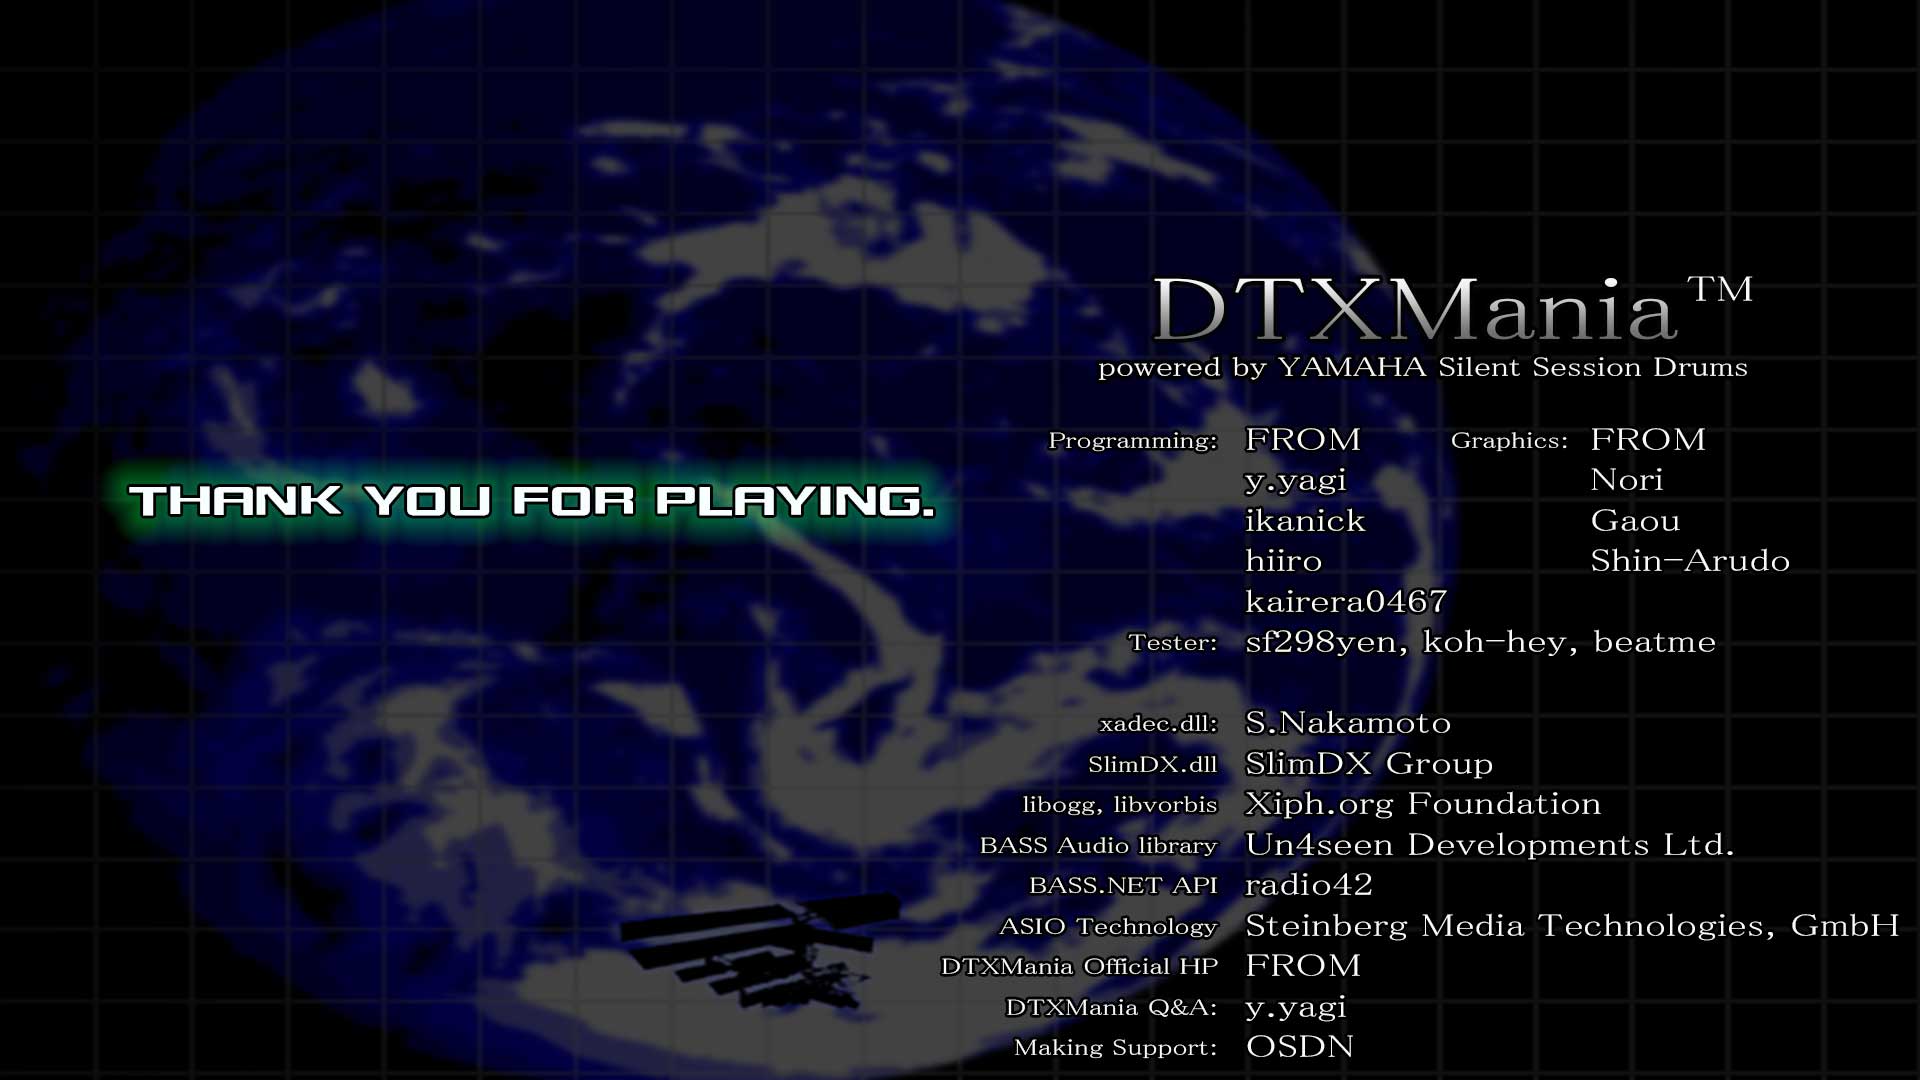 THANK YOU FOR PLAYING.
DTXMania™
powered by YAMAHA Silent Session Drums
Programming: FROM Graphics: FROM
y.yagi Nori
ikanick Gaou
hiiro Shin-Arudo
kairera0467
Tester: sf298yen, koh-hey, beatme
xadec.dll: S.Nakamoto
SlimDX.dll SlimDX Group
libogg, libvorbis Xiph.org Foundation
BASS Audio library Un4seen Developments Ltd.
BASS.NET API radio42
ASIO Technology Steinberg Media Technologies, GmbH
DTXMania Official HP FROM
DTXMania Q&A: y.yagi
Making Support: OSDN